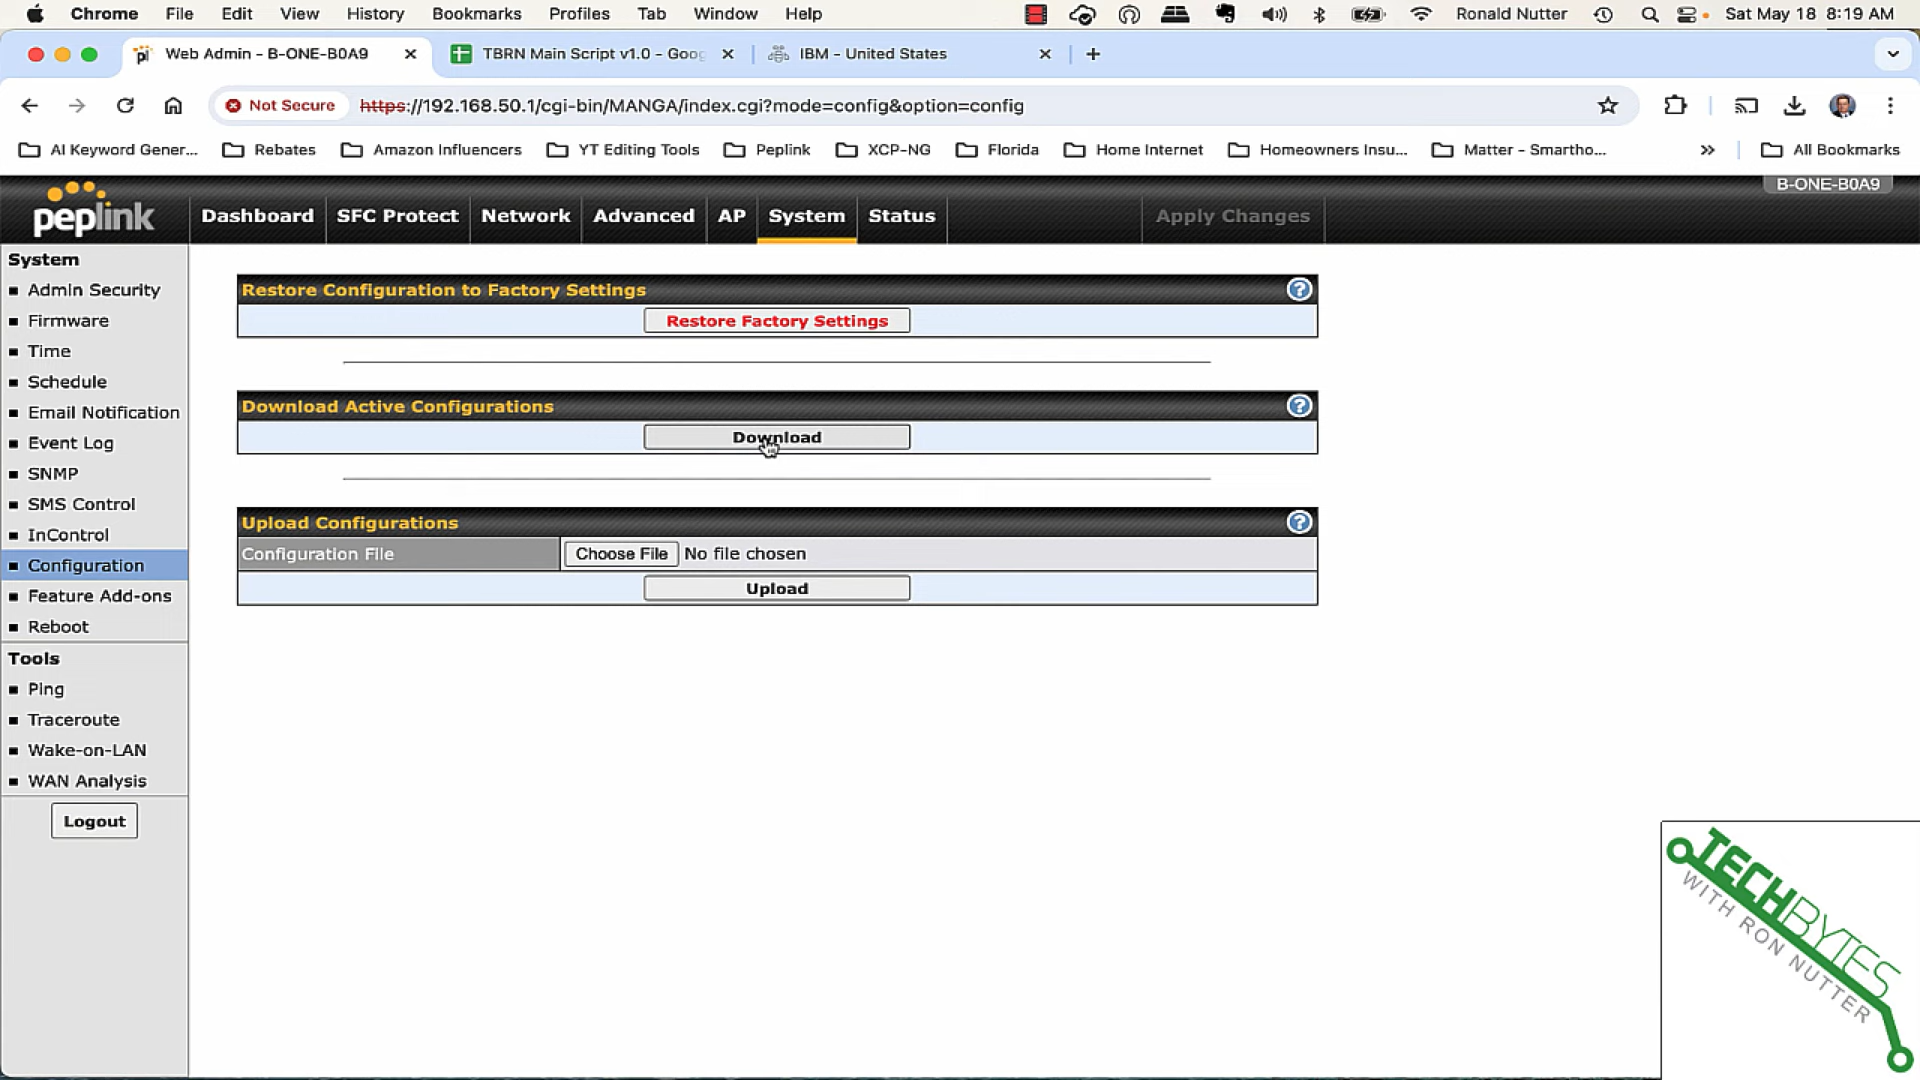 Chrome File Edit View History Bookmarks Profiles Tab Window Help Ronald Nutter Sat May 18 8:19 AM
pi Web Admin - B-ONE-B0A9 TBRN Main Script v1.0 - Goog IBM - United States
Not Secure https://192.168.50.1/cgi-bin/MANGA/index.cgi?mode=config&option=config
AI Keyword Gener... Rebates Amazon Influencers YT Editing Tools Peplink XCP-NG Florida Home Internet Homeowners Insu... Matter - Smartho... » All Bookmarks
B-ONE-B0A9
peplink Dashboard SFC Protect Network Advanced AP System Status Apply Changes
System
Admin Security
Firmware
Time
Schedule
Email Notification
Event Log
SNMP
SMS Control
InControl
Configuration
Feature Add-ons
Reboot
Tools
Ping
Traceroute
Wake-on-LAN
WAN Analysis
Logout
Restore Configuration to Factory Settings ?
Restore Factory Settings
Download Active Configurations ?
Download
Upload Configurations ?
Configuration File Choose File No file chosen
Upload
TECHBYTES
WITH RON NUTTER